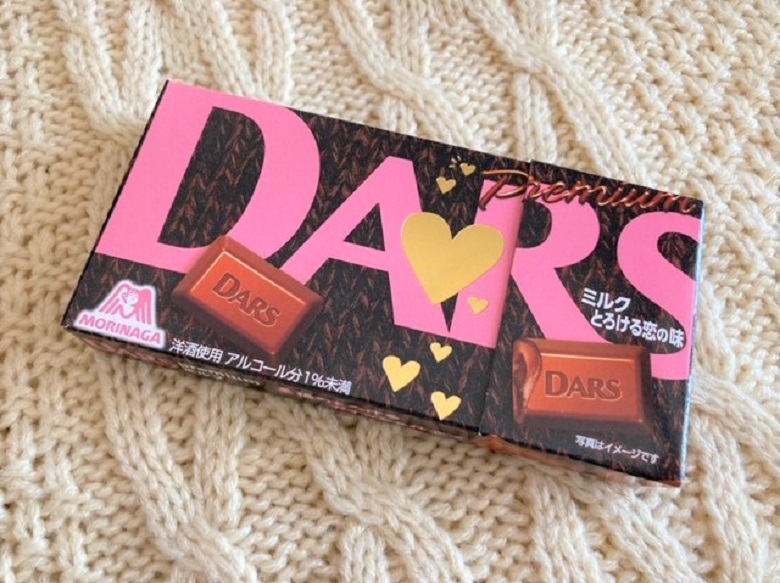 DARS
Premium
ミルク
とろける恋の味
DARS
MORINAGA
洋酒使用 アルコール分1%未満
DARS
写真はイメージです